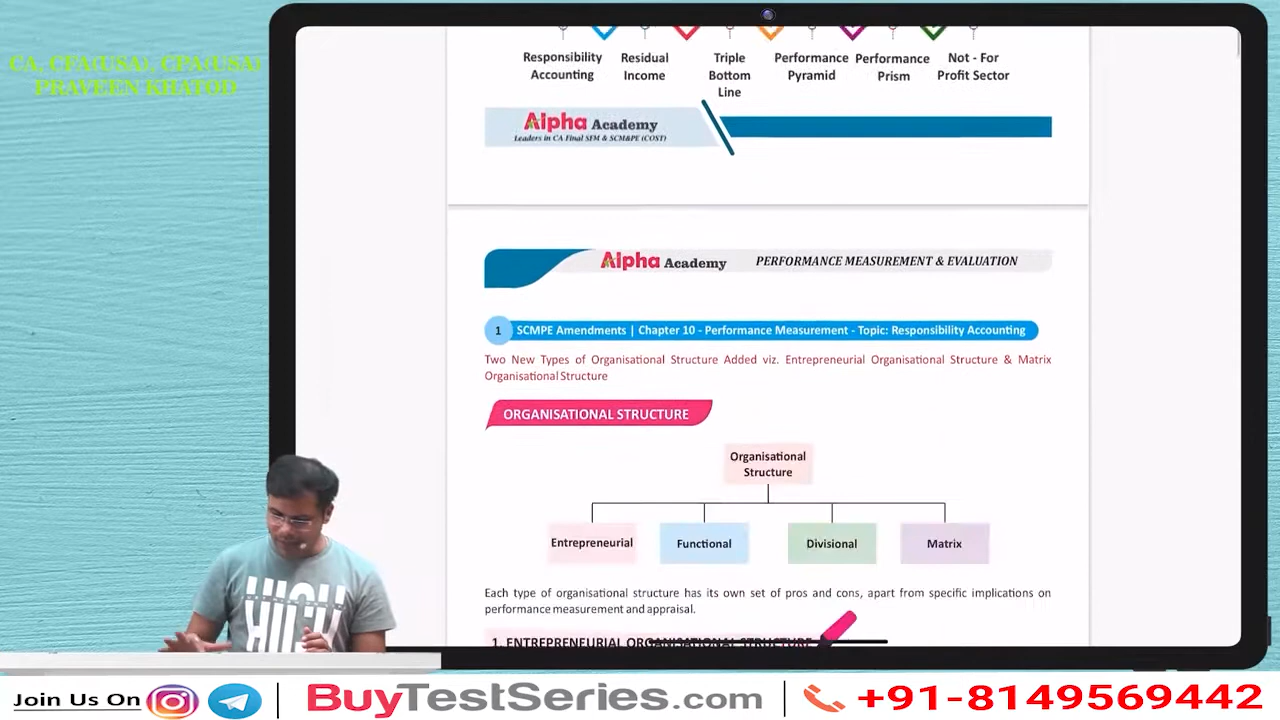 CA, CFA(USA), CPA(USA)
PRAVEEN KHATOD
Responsibility
Accounting
Residual
Income
Triple
Bottom
Line
Performance
Pyramid
Performance
Prism
Not - For
Profit Sector
Alpha Academy
Leaders in CA Final SFM & SCM&PE (COST)
Alpha Academy
PERFORMANCE MEASUREMENT & EVALUATION
1 SCMPE Amendments | Chapter 10 - Performance Measurement - Topic: Responsibility Accounting
Two New Types of Organisational Structure Added viz. Entrepreneurial Organisational Structure & Matrix
Organisational Structure
ORGANISATIONAL STRUCTURE
Organisational
Structure
Entrepreneurial
Functional
Divisional
Matrix
Each type of organisational structure has its own set of pros and cons, apart from specific implications on
performance measurement and appraisal.
1. ENTREPRENEURIAL ORGANISATIONAL STRUCTURE
HIGH
Join Us On
BuyTestSeries.com
+91-8149569442